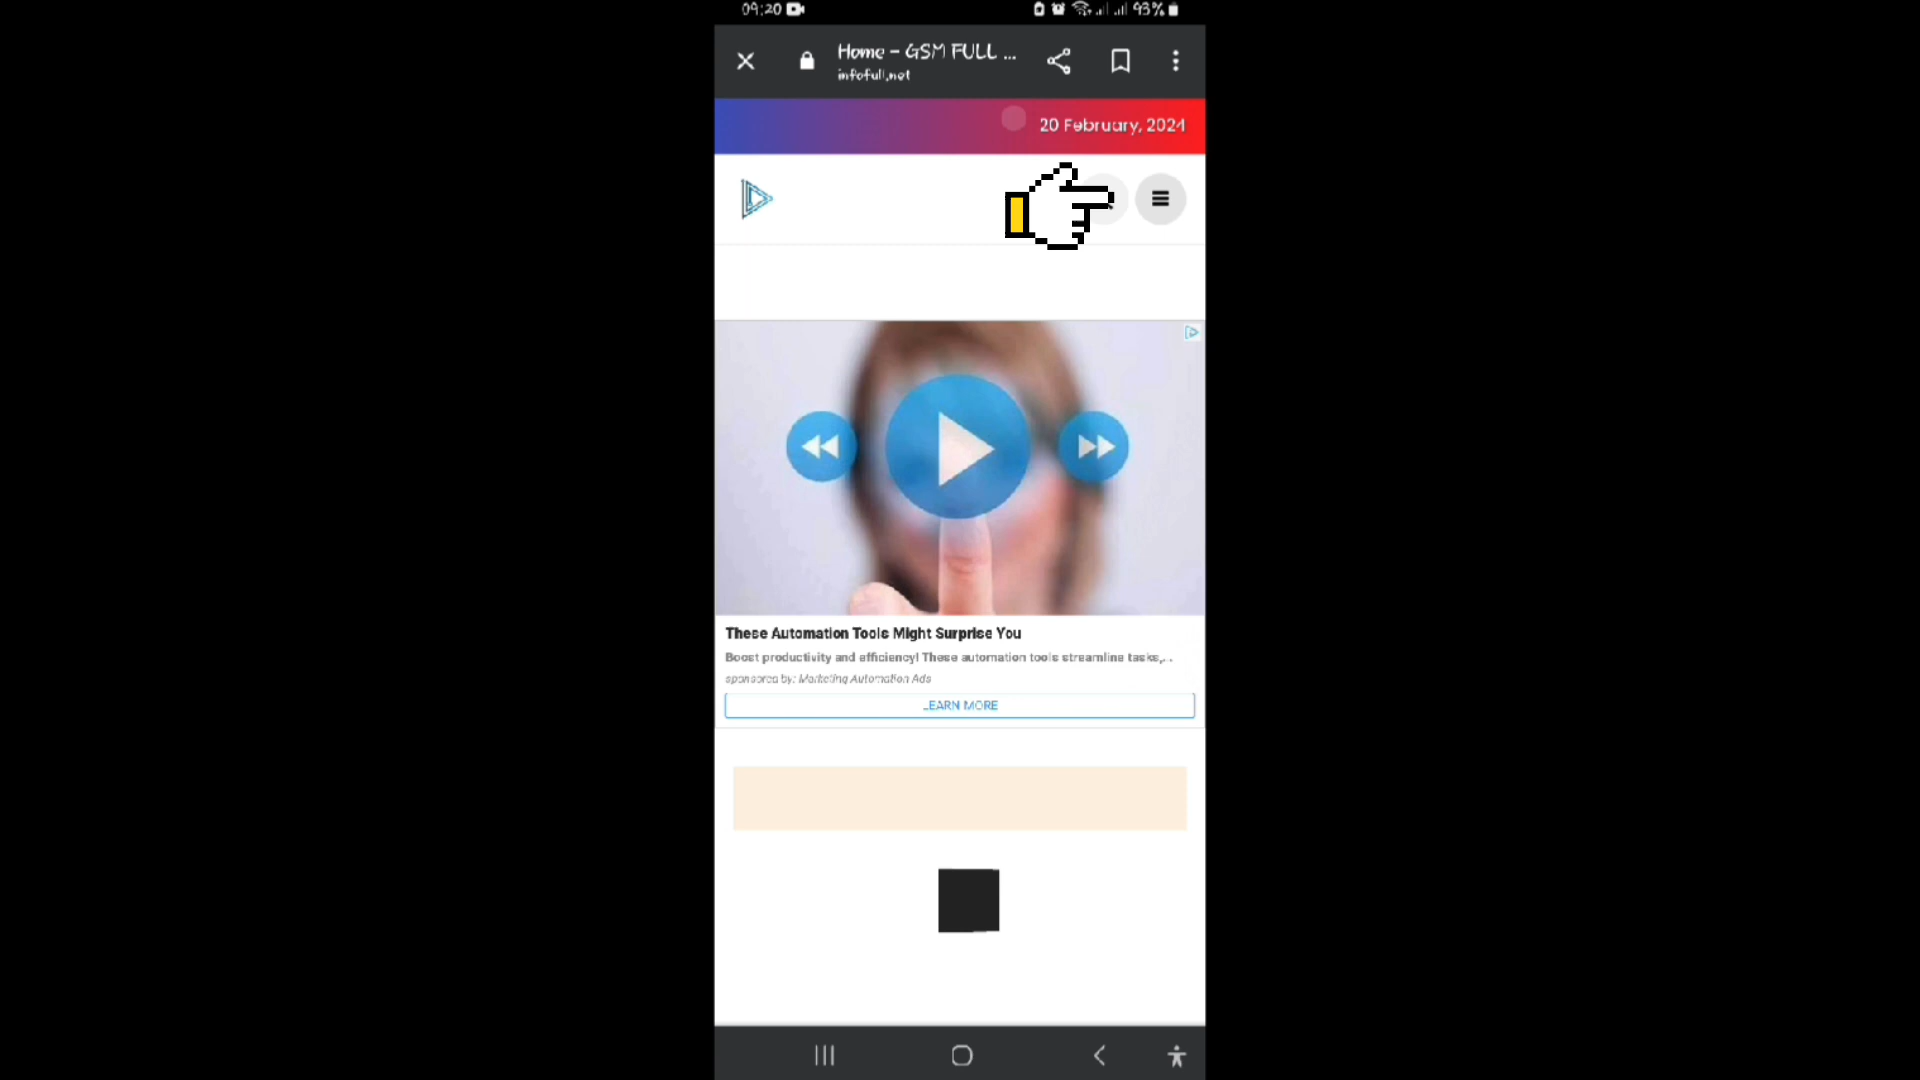 09:20 93%
Home - GSM FULL ...
infofull.net
20 February, 2024
These Automation Tools Might Surprise You
Boost productivity and efficiency! These automation tools streamline tasks,...
sponsored by: Marketing Automation Ads
LEARN MORE